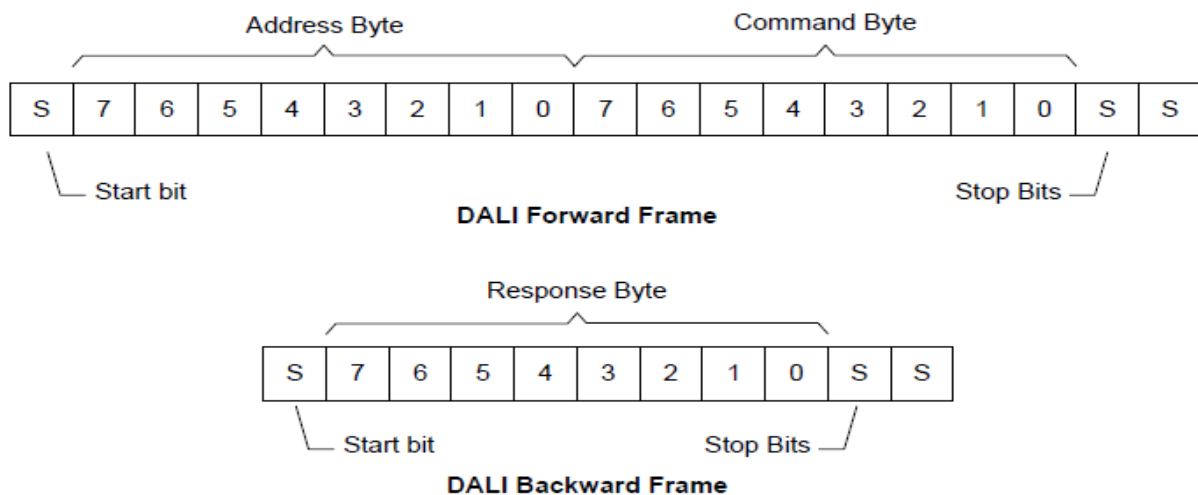 Address Byte Command Byte
S 7 6 5 4 3 2 1 0 7 6 5 4 3 2 1 0 S S
Start bit Stop Bits
DALI Forward Frame
Response Byte
S 7 6 5 4 3 2 1 0 S S
Start bit Stop Bits
DALI Backward Frame